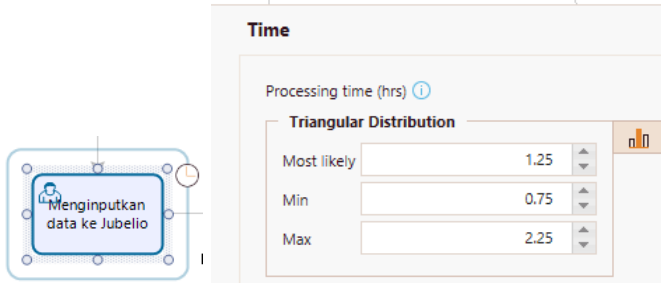 Time
Processing time (hrs)
Triangular Distribution
Most likely 1.25
Min 0.75
Max 2.25
Menginputkan
data ke Jubelio